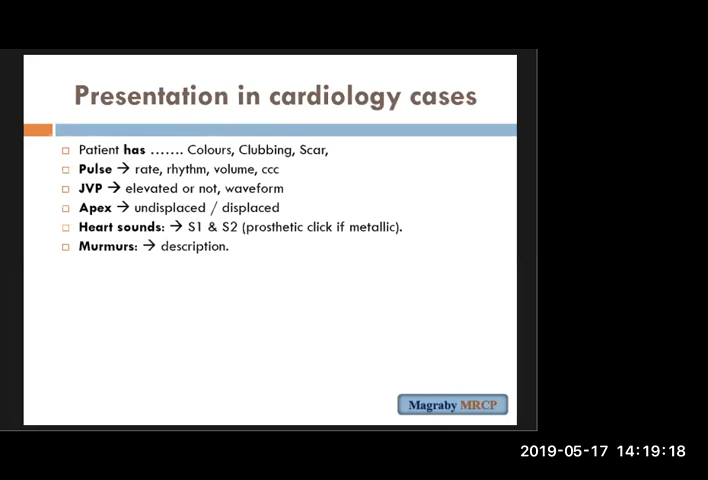 Presentation in cardiology cases
Patient has ....... Colours, Clubbing, Scar,
Pulse → rate, rhythm, volume, ccc
JVP → elevated or not, waveform
Apex → undisplaced / displaced
Heart sounds: → S1 & S2 (prosthetic click if metallic).
Murmurs: → description.
Magraby MRCP
2019-05-17 14:19:18